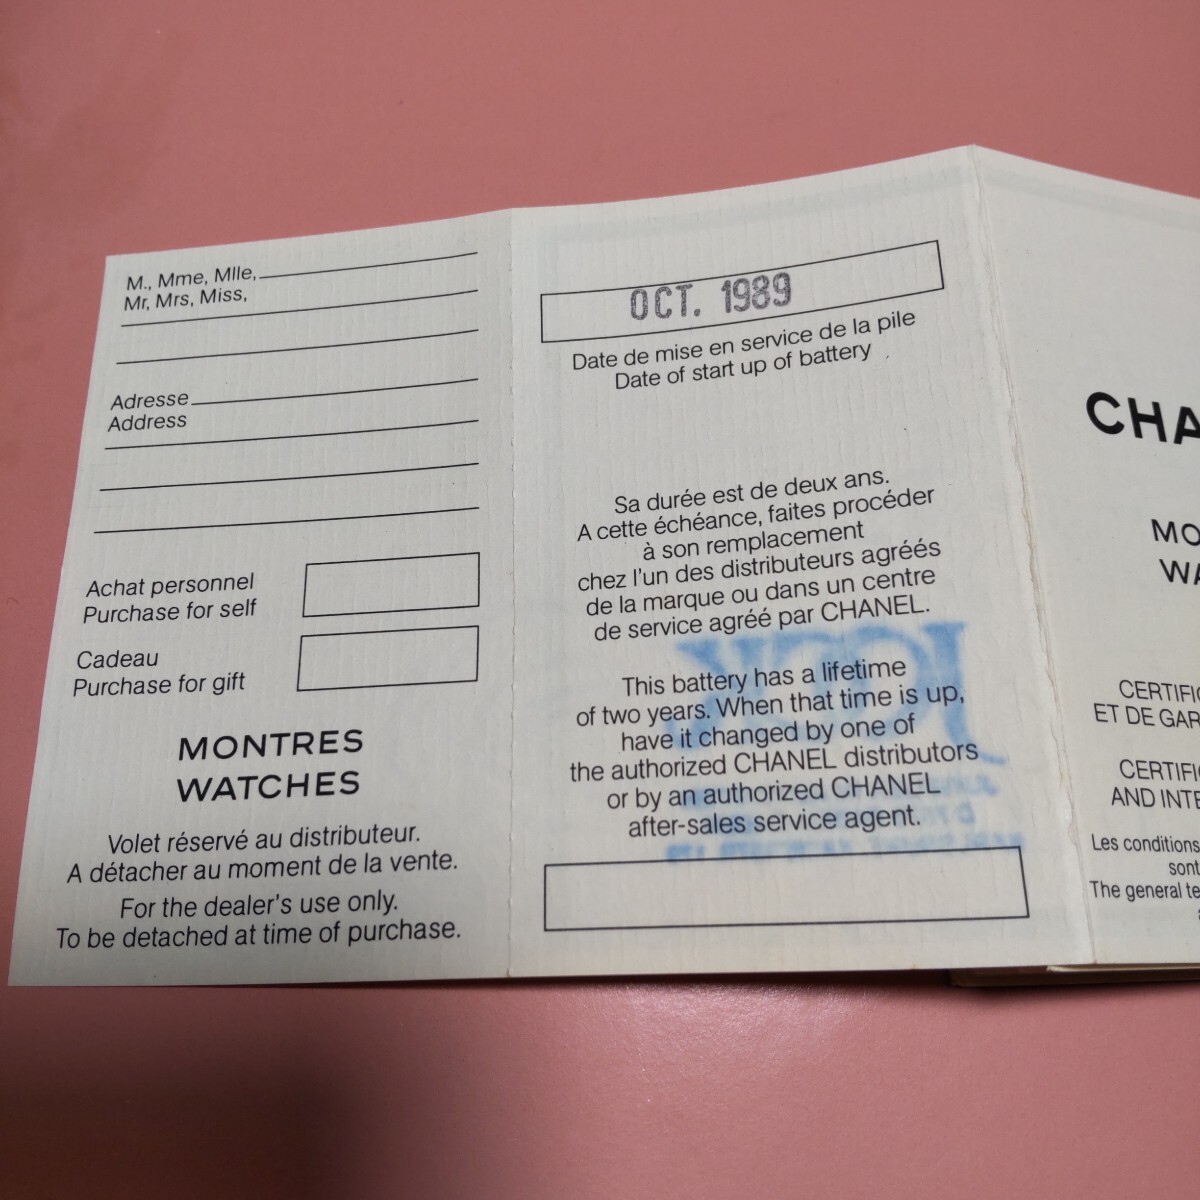 M., Mme, Mlle,
Mr, Mrs, Miss,
Adresse
Address
Achat personnel
Purchase for self
Cadeau
Purchase for gift
MONTRES
WATCHES
Volet réservé au distributeur.
A détacher au moment de la vente.
For the dealer's use only.
To be detached at time of purchase.
OCT. 1989
Date de mise en service de la pile
Date of start up of battery
Sa durée est de deux ans.
A cette échéance, faites procéder
à son remplacement
chez l'un des distributeurs agréés
de la marque ou dans un centre
de service agréé par CHANEL.
This battery has a lifetime
of two years. When that time is up,
have it changed by one of
the authorized CHANEL distributors
or by an authorized CHANEL
after-sales service agent.
CHA
MO
WA
CERTIFIC
ET DE GAR
CERTIFIC
AND INTE
Les conditions
sont
The general te